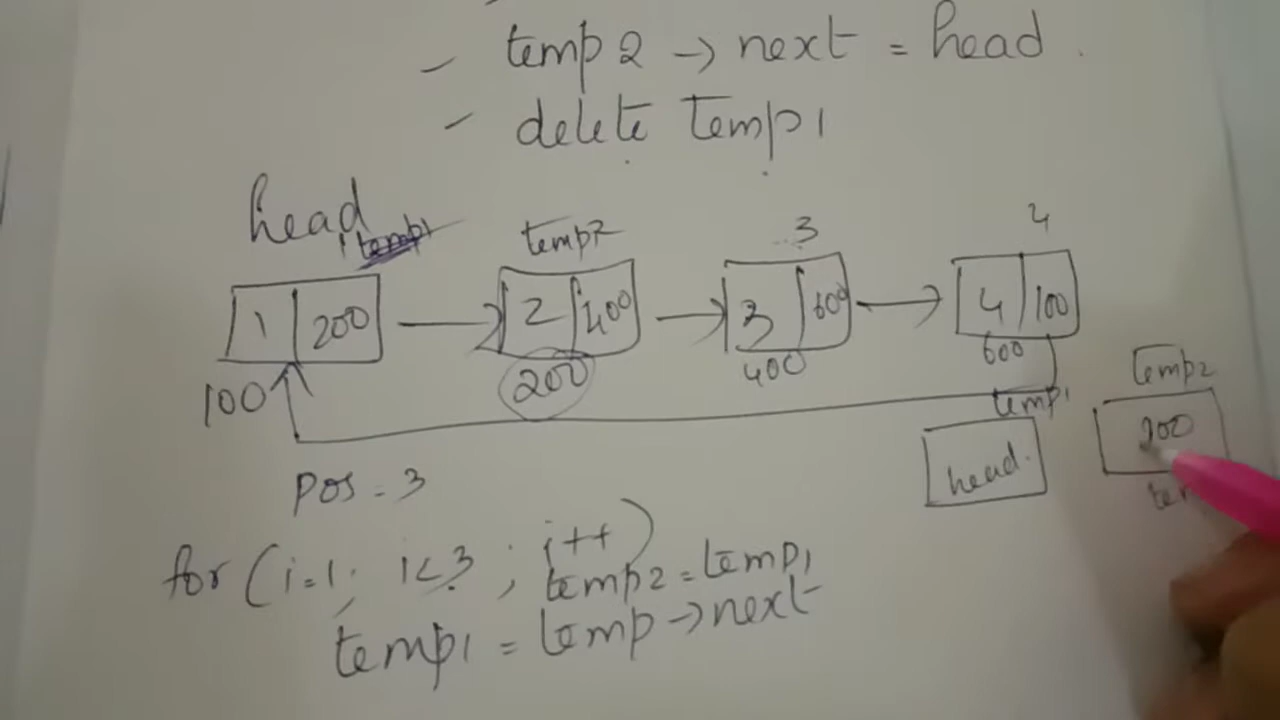 - temp2 → next = head
- delete temp1
head
temp2 3 4
1 200 → 2 400 → 3 600 → 4 100
100 200 400 600
temp1 temp2
head 200
pos = 3
for (i=1; i<3; i++)
temp2 = temp1
temp1 = temp → next